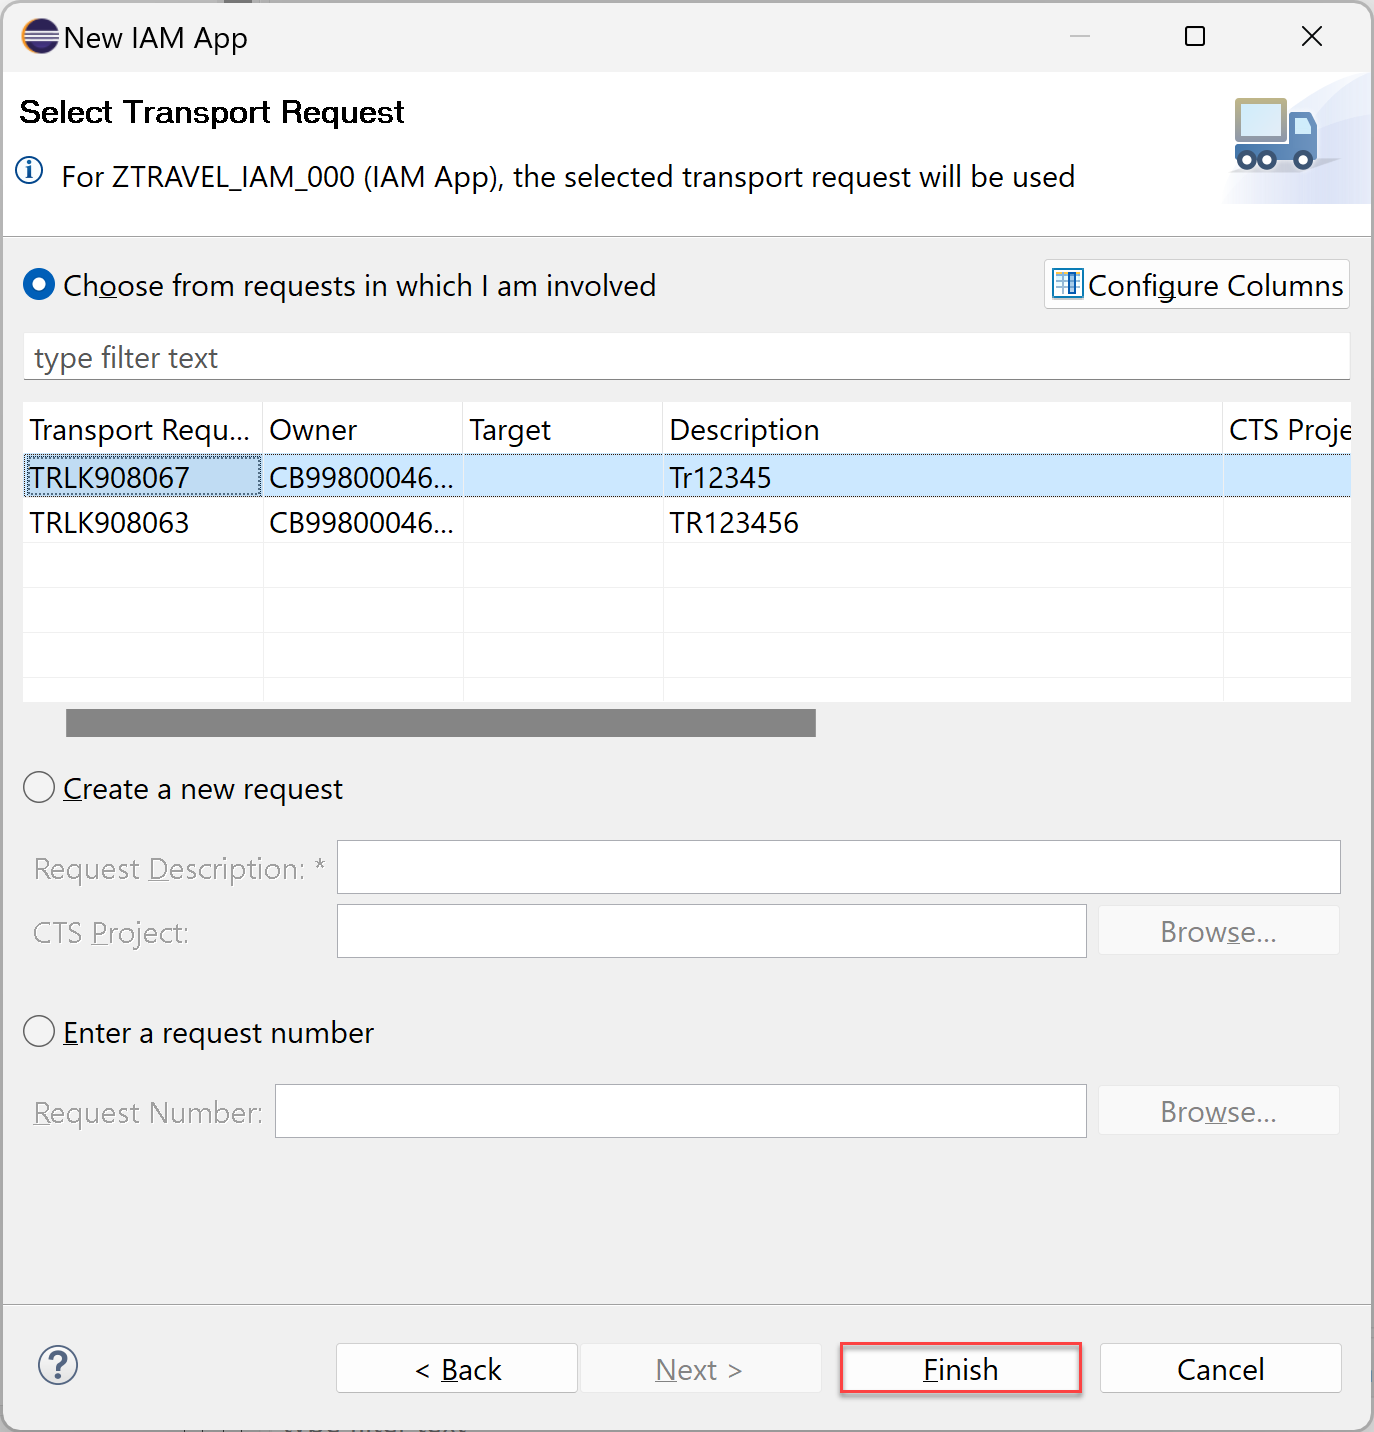 New IAM App
Select Transport Request
For ZTRAVEL_IAM_000 (IAM App), the selected transport request will be used
Choose from requests in which I am involved
Configure Columns
type filter text
Transport Requ... Owner Target Description CTS Proje
TRLK908067 CB99800046... Tr12345
TRLK908063 CB99800046... TR123456
Create a new request
Request Description: *
CTS Project: Browse...
Enter a request number
Request Number: Browse...
? < Back Next > Finish Cancel